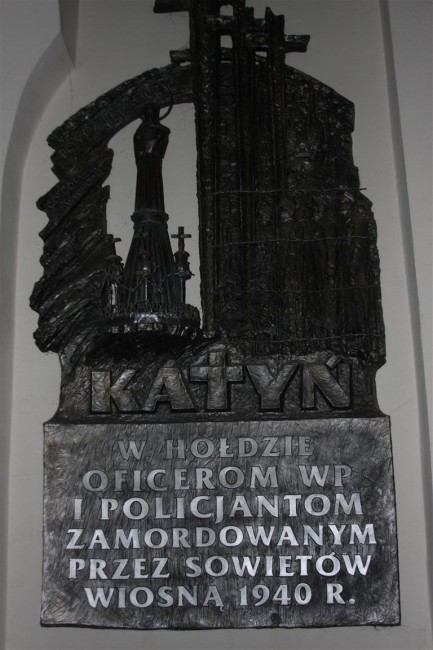 KATYŃ
W HOŁDZIE
OFICEROM WP
I POLICJANTOM
ZAMORDOWANYM
PRZEZ SOWIETÓW
WIOSNĄ 1940 R.